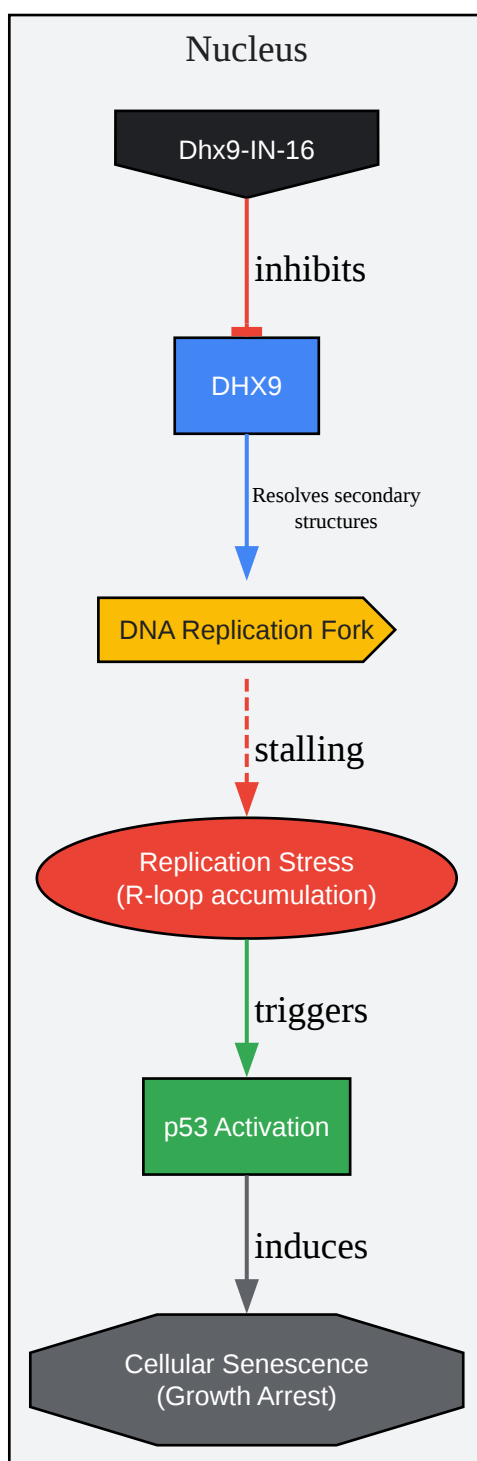 Nucleus
Dhx9-IN-16
inhibits
DHX9
Resolves secondary
structures
DNA Replication Fork
stalling
Replication Stress
(R-loop accumulation)
triggers
p53 Activation
induces
Cellular Senescence
(Growth Arrest)